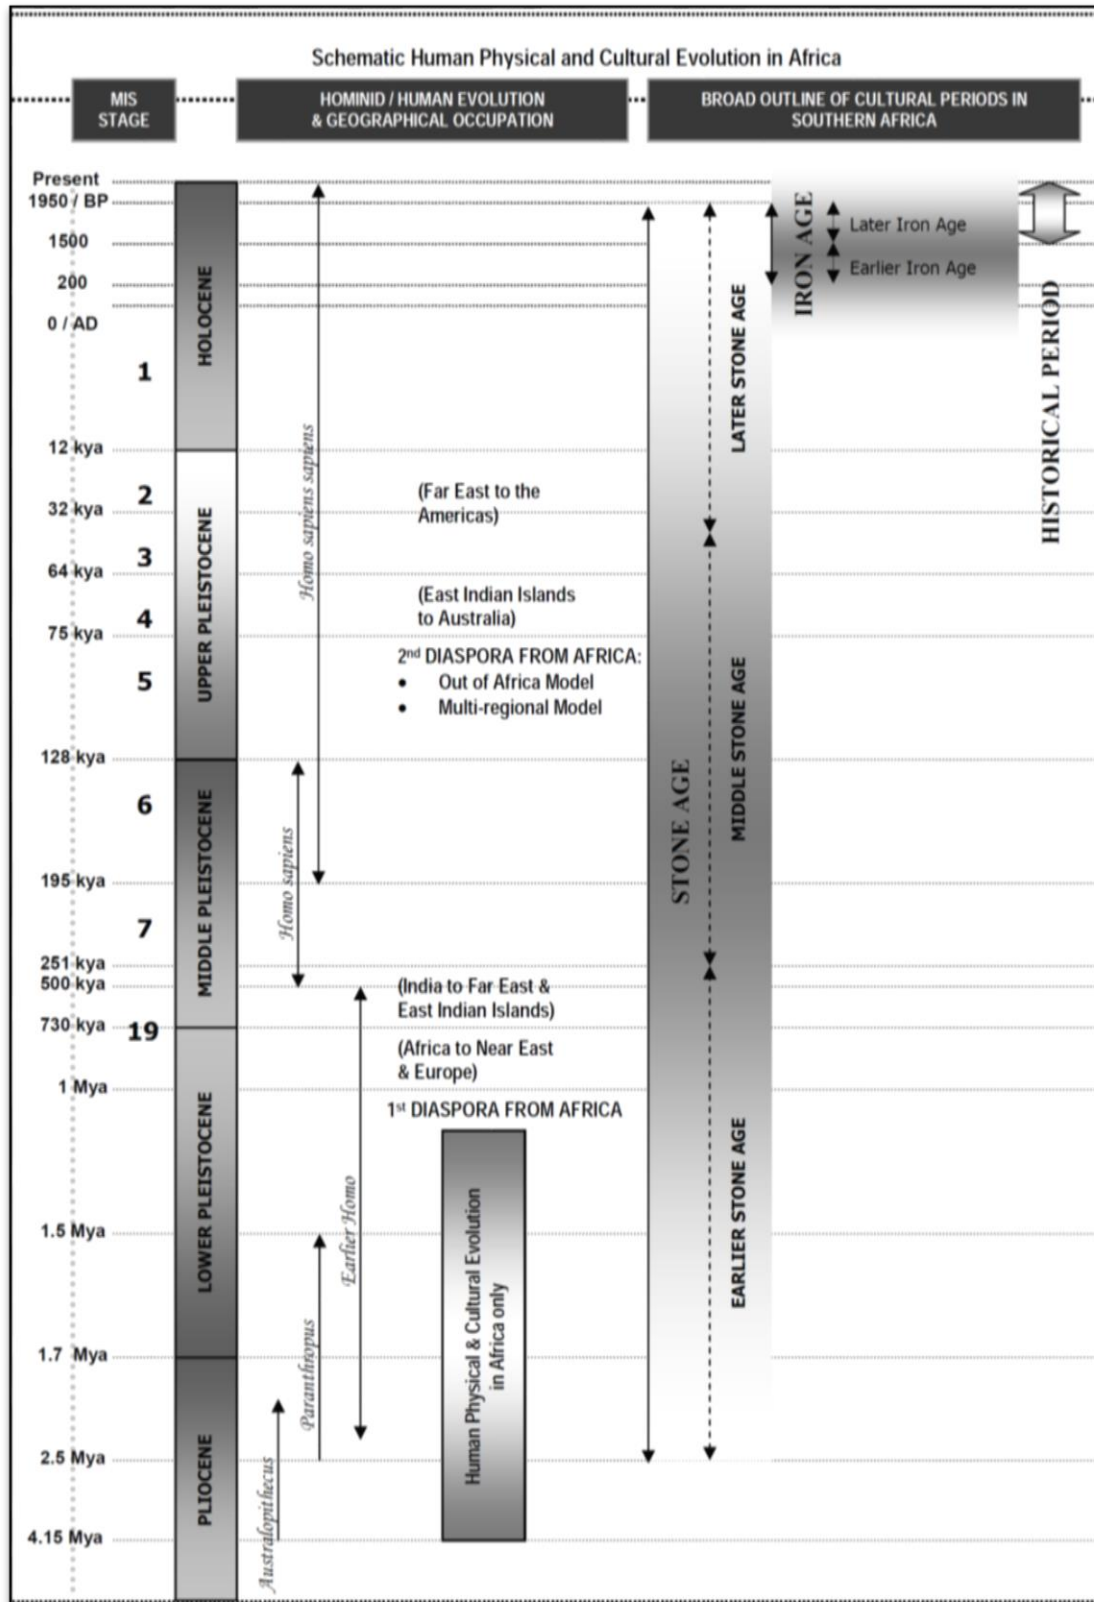 Schematic Human Physical and Cultural Evolution in Africa
MIS
STAGE
HOMINID / HUMAN EVOLUTION
& GEOGRAPHICAL OCCUPATION
BROAD OUTLINE OF CULTURAL PERIODS IN
SOUTHERN AFRICA
Present
1950 / BP
1500
200
0 / AD
1
12 kya
2
32 kya
3
64 kya
4
75 kya
5
128 kya
6
195 kya
7
251 kya
500 kya
730 kya
19
1 Mya
1.5 Mya
1.7 Mya
2.5 Mya
4.15 Mya
HOLOCENE
UPPER PLEISTOCENE
MIDDLE PLEISTOCENE
LOWER PLEISTOCENE
PLIOCENE
Homo sapiens sapiens
Homo sapiens
Earlier Homo
Paranthropus
Australopithecus
(Far East to the
Americas)
(East Indian Islands
to Australia)
2nd DIASPORA FROM AFRICA:
• Out of Africa Model
• Multi-regional Model
(India to Far East &
East Indian Islands)
(Africa to Near East
& Europe)
1st DIASPORA FROM AFRICA
Human Physical & Cultural Evolution
in Africa only
STONE AGE
LATER STONE AGE
MIDDLE STONE AGE
EARLIER STONE AGE
IRON AGE
Later Iron Age
Earlier Iron Age
HISTORICAL PERIOD